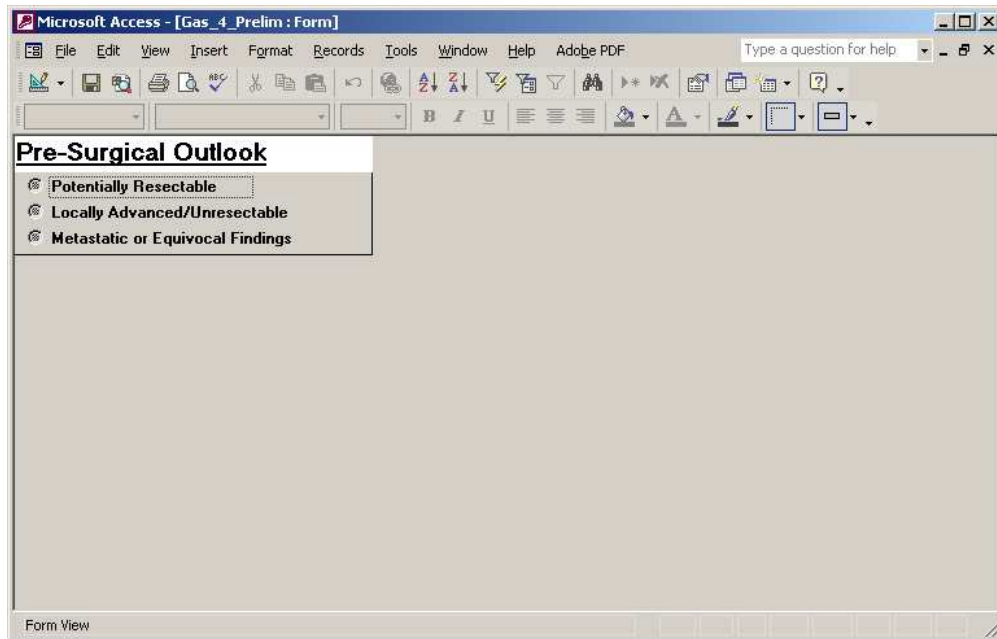 Microsoft Access - [Gas_4_Prelim : Form]
File Edit View Insert Format Records Tools Window Help Adobe PDF Type a question for help
ABC A Z Z A
B I U A
Pre-Surgical Outlook
Potentially Resectable
Locally Advanced/Unresectable
Metastatic or Equivocal Findings
Form View